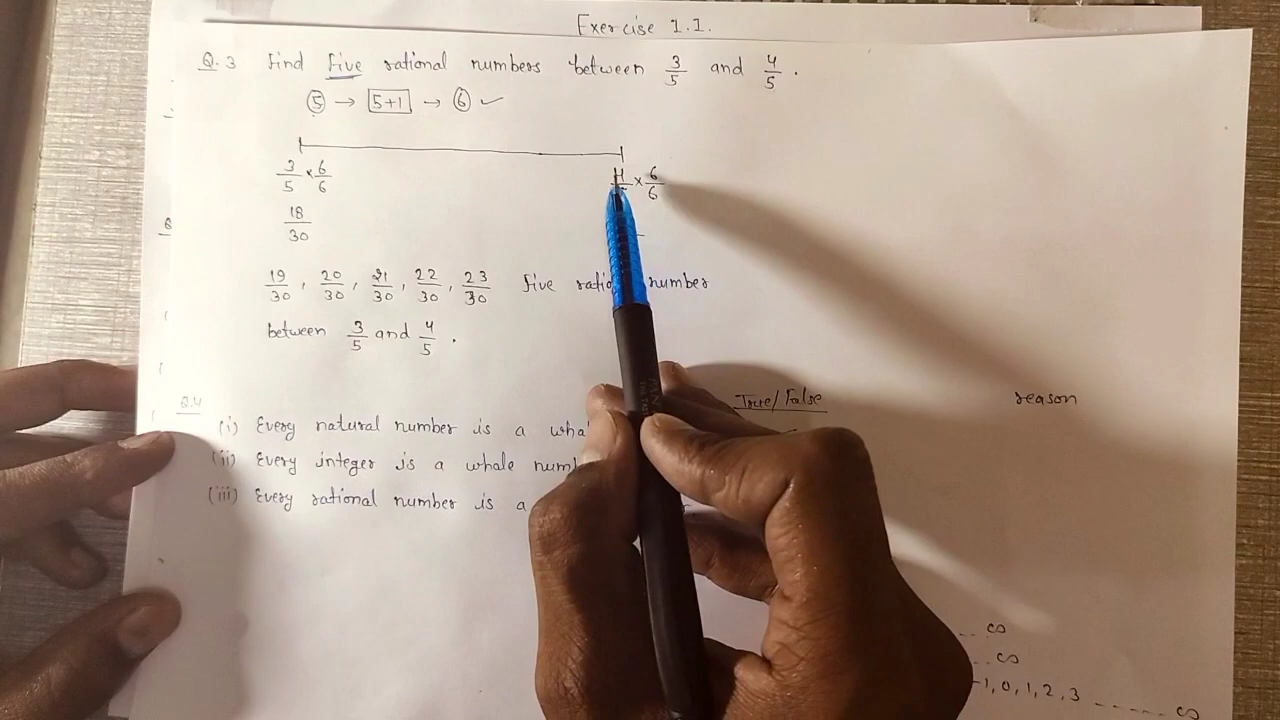 Exercise 1.1.
Q.3 Find Five rational numbers between 3/5 and 4/5.
5 → 5+1 → 6 ✓
3/5 × 6/6 4 × 6/6
18/30
19/30, 20/30, 21/30, 22/30, 23/30 Five number
between 3/5 and 4/5.
True/False reason
Q.4
(i) Every natural number is a
(ii) Every integer is a whole
(iii) Every rational number is a
∞
∞
-1, 0, 1, 2, 3 ----- ∞